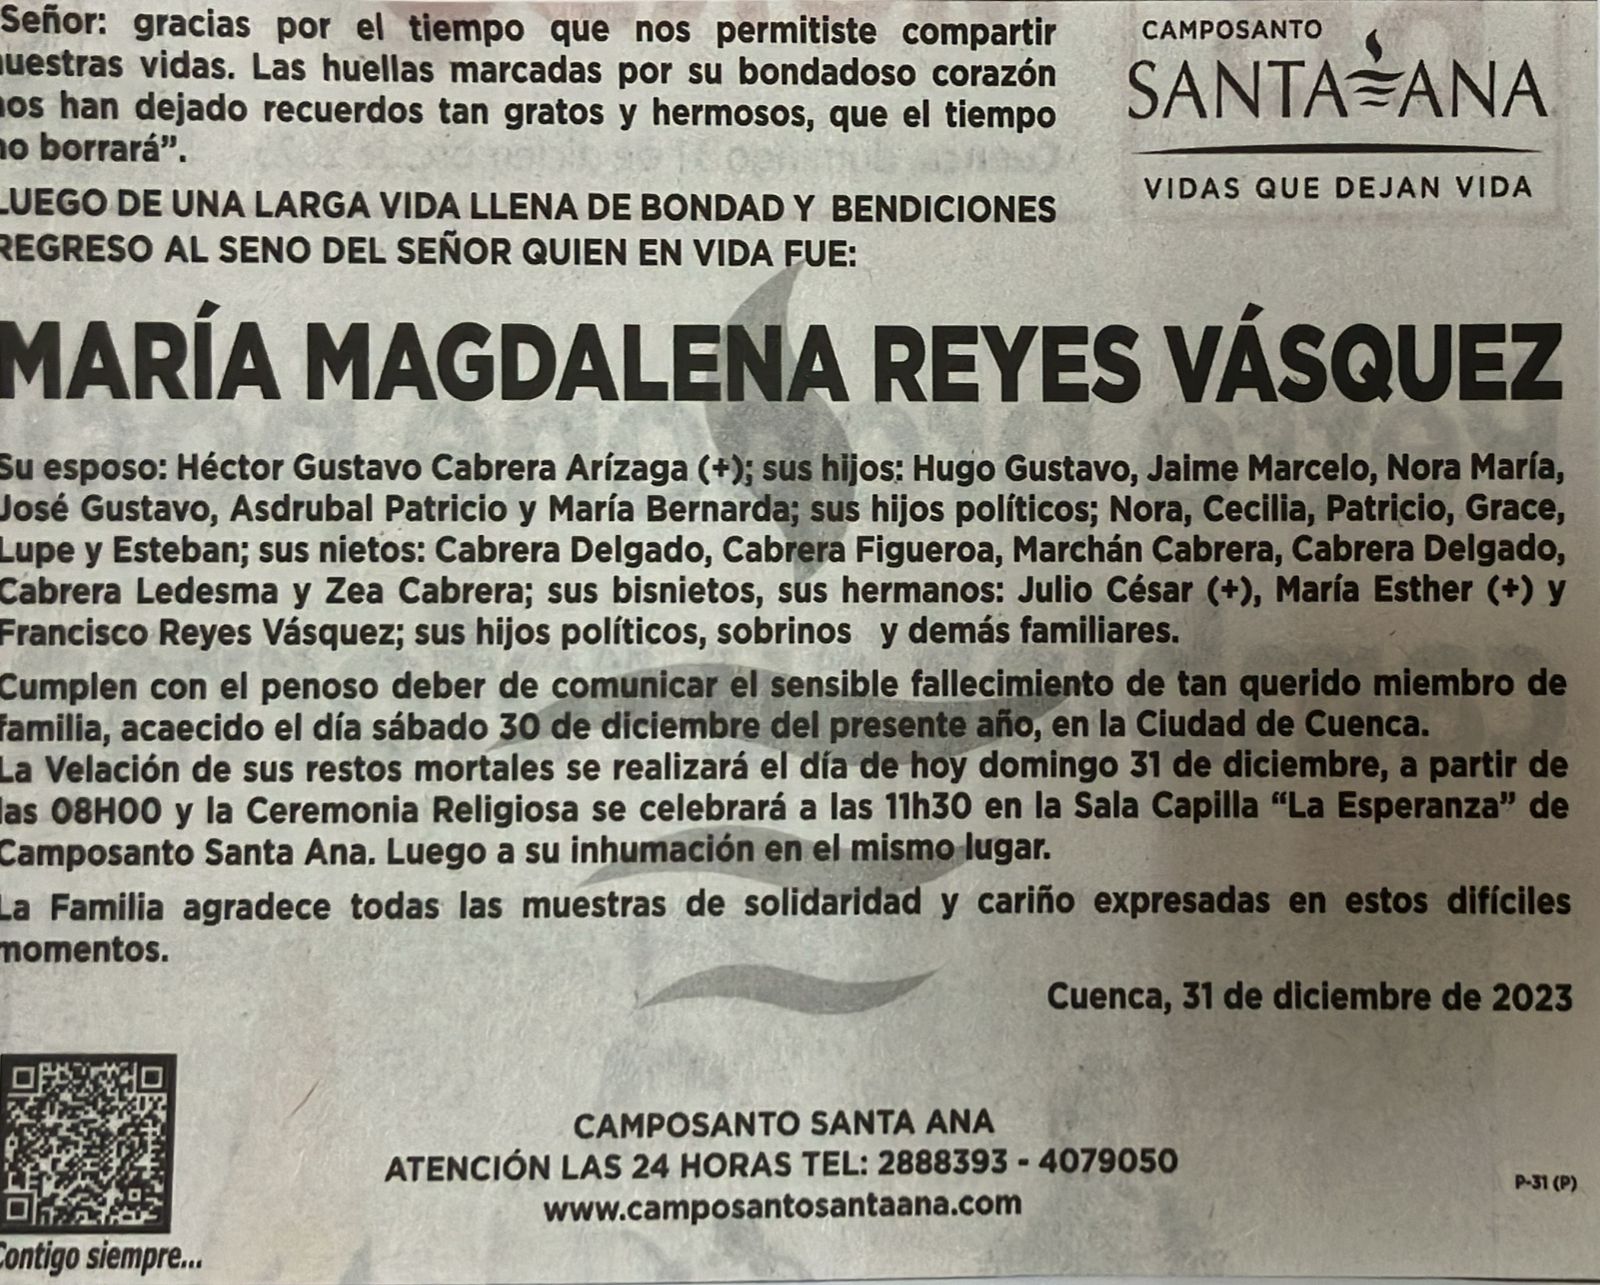 Señor: gracias por el tiempo que nos permitiste compartir
nuestras vidas. Las huellas marcadas por su bondadoso corazón
nos han dejado recuerdos tan gratos y hermosos, que el tiempo
no borrará”.
LUEGO DE UNA LARGA VIDA LLENA DE BONDAD Y BENDICIONES
REGRESO AL SENO DEL SEÑOR QUIEN EN VIDA FUE:
CAMPOSANTO
SANTA ANA
VIDAS QUE DEJAN VIDA
MARÍA MAGDALENA REYES VÁSQUEZ
Su esposo: Héctor Gustavo Cabrera Arízaga (+); sus hijos: Hugo Gustavo, Jaime Marcelo, Nora María,
José Gustavo, Asdrubal Patricio y María Bernarda; sus hijos políticos; Nora, Cecilia, Patricio, Grace,
Lupe y Esteban; sus nietos: Cabrera Delgado, Cabrera Figueroa, Marchán Cabrera, Cabrera Delgado,
Cabrera Ledesma y Zea Cabrera; sus bisnietos, sus hermanos: Julio César (+), María Esther (+) y
Francisco Reyes Vásquez; sus hijos políticos, sobrinos y demás familiares.
Cumplen con el penoso deber de comunicar el sensible fallecimiento de tan querido miembro de
familia, acaecido el día sábado 30 de diciembre del presente año, en la Ciudad de Cuenca.
La Velación de sus restos mortales se realizará el día de hoy domingo 31 de diciembre, a partir de
las 08H00 y la Ceremonia Religiosa se celebrará a las 11h30 en la Sala Capilla “La Esperanza” de
Camposanto Santa Ana. Luego a su inhumación en el mismo lugar.
La Familia agradece todas las muestras de solidaridad y cariño expresadas en estos difíciles
momentos.
Cuenca, 31 de diciembre de 2023
CAMPOSANTO SANTA ANA
ATENCIÓN LAS 24 HORAS TEL: 2888393 - 4079050
www.camposantosantaana.com
P-31 (P)
Contigo siempre...